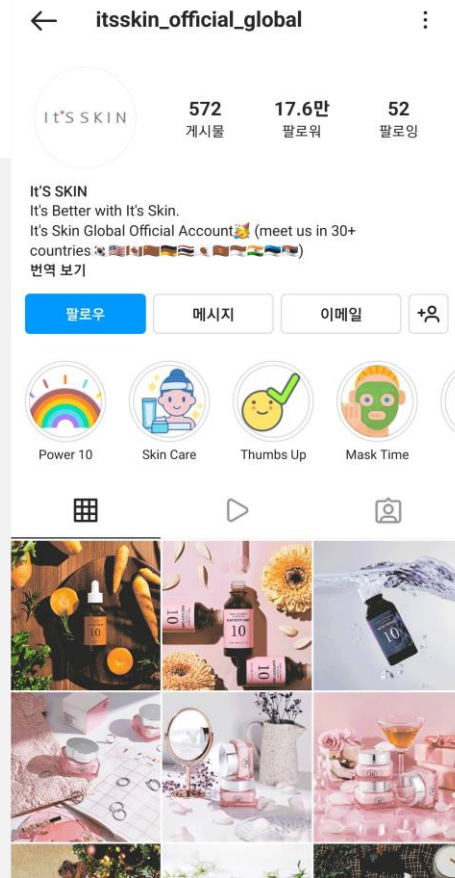 itsskin_official_global
It'S SKIN
572 17.6만 52
게시물 팔로워 팔로잉
It'S SKIN
It's Better with It's Skin.
It's Skin Global Official Account🥳 (meet us in 30+
countries)
번역 보기
팔로우 메시지 이메일
Power 10 Skin Care Thumbs Up Mask Time
10 10 10
10
10